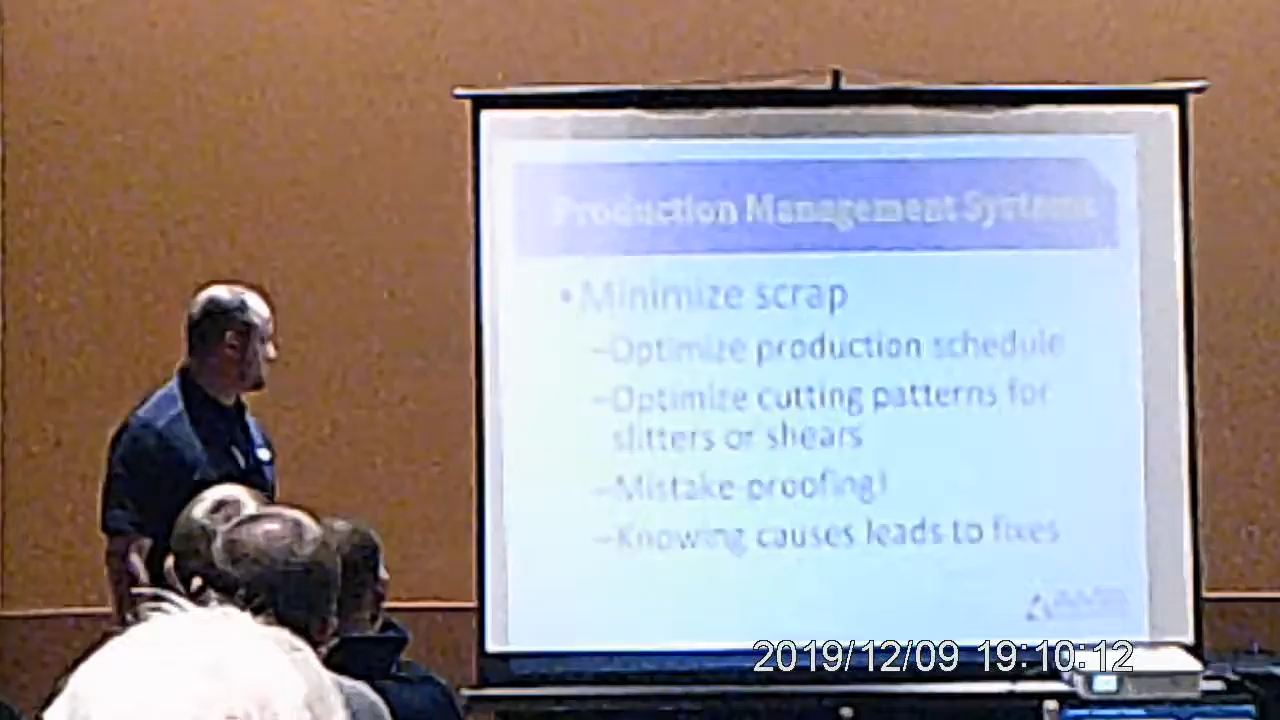 Production Management Systems
• Minimize scrap
–Optimize production schedule
–Optimize cutting patterns for
slitters or shears
–Mistake proofing!
–Knowing causes leads to fixes
2019/12/09 19:10:12